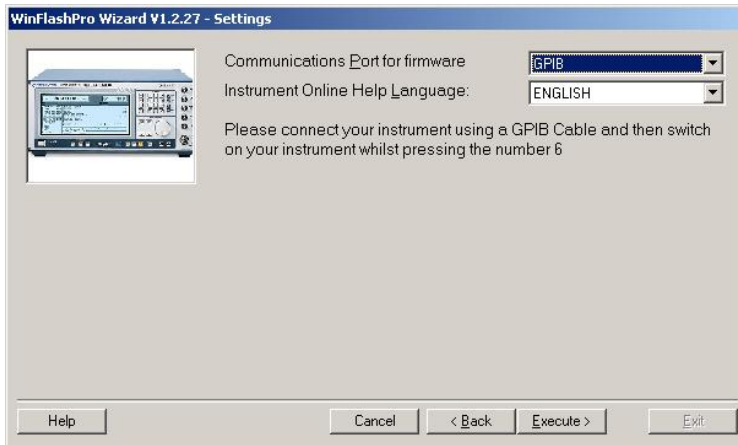 WinFlashPro Wizard V1.2.27 - Settings
Communications Port for firmware
GPIB
Instrument Online Help Language:
ENGLISH
Please connect your instrument using a GPIB Cable and then switch
on your instrument whilst pressing the number 6
Help
Cancel
< Back
Execute >
Exit